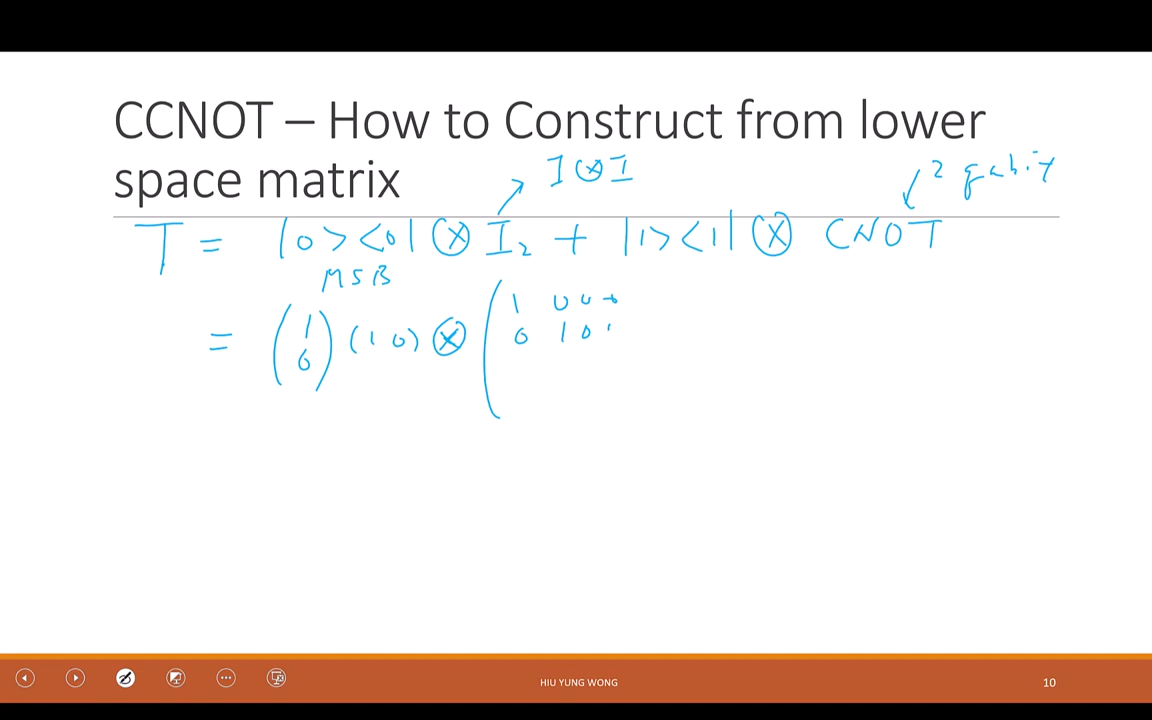 CCNOT – How to Construct from lower
space matrix
I ⊗ I
2 qubit
T = |0><0| ⊗ I₂ + |1><1| ⊗ CNOT
MSB
= (1 0) (1 0) ⊗ (1 0 0 0
0 1 0
HIU YUNG WONG
10